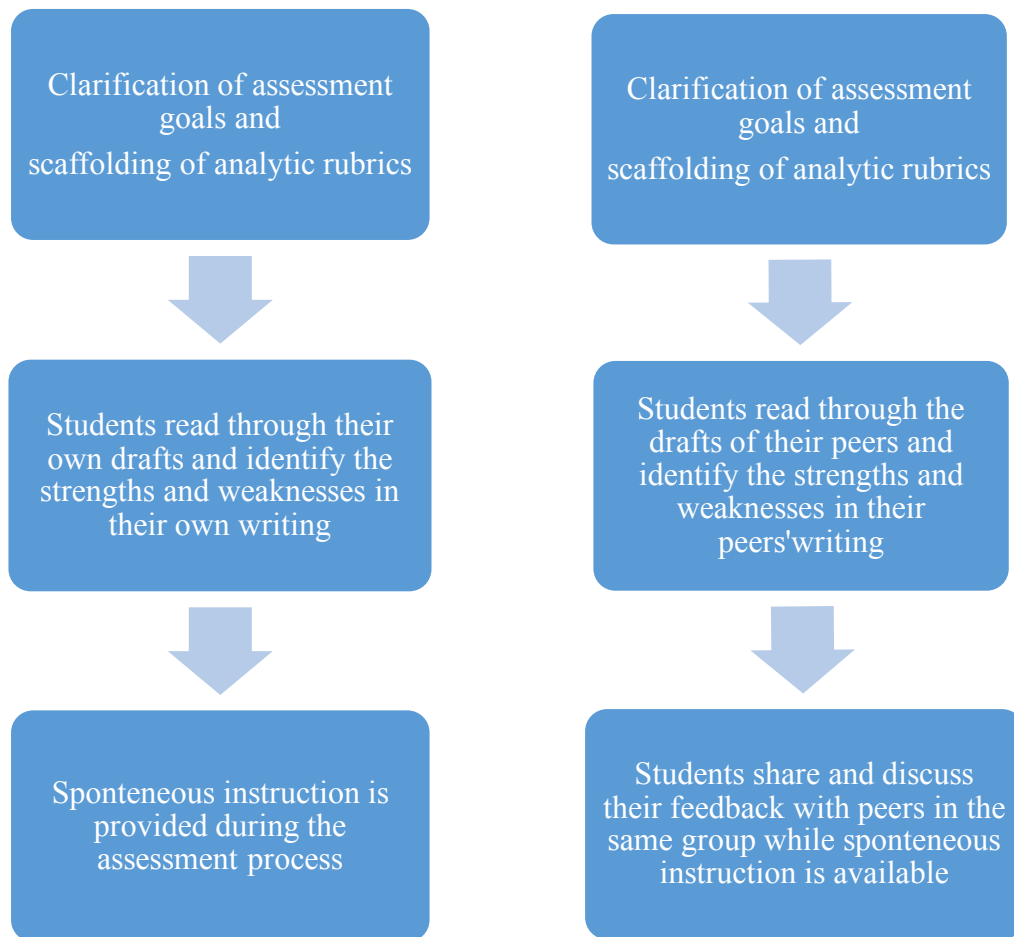 Clarification of assessment
goals and
scaffolding of analytic rubrics
Students read through their
own drafts and identify the
strengths and weaknesses in
their own writing
Sponteneous instruction is
provided during the
assessment process
Clarification of assessment
goals and
scaffolding of analytic rubrics
Students read through the
drafts of their peers and
identify the strengths and
weaknesses in their
peers'writing
Students share and discuss
their feedback with peers in the
same group while sponteneous
instruction is available